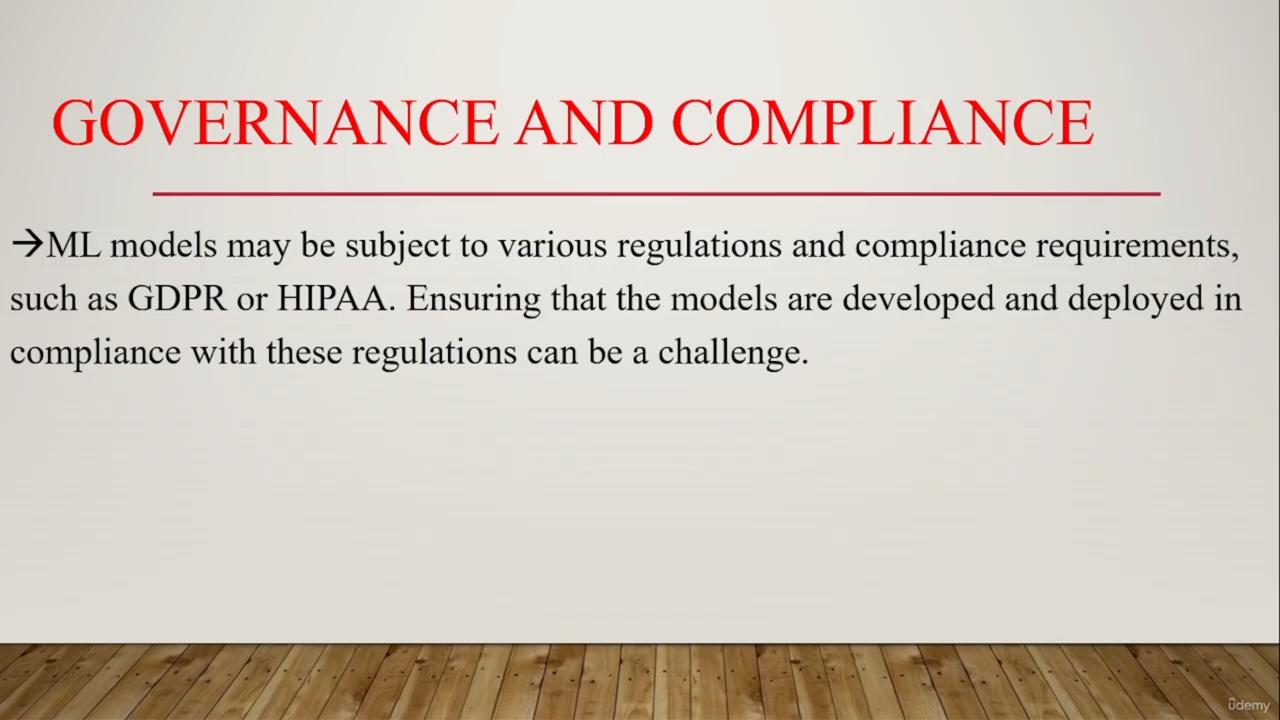 GOVERNANCE AND COMPLIANCE
→ML models may be subject to various regulations and compliance requirements,
such as GDPR or HIPAA. Ensuring that the models are developed and deployed in
compliance with these regulations can be a challenge.
ûdemy